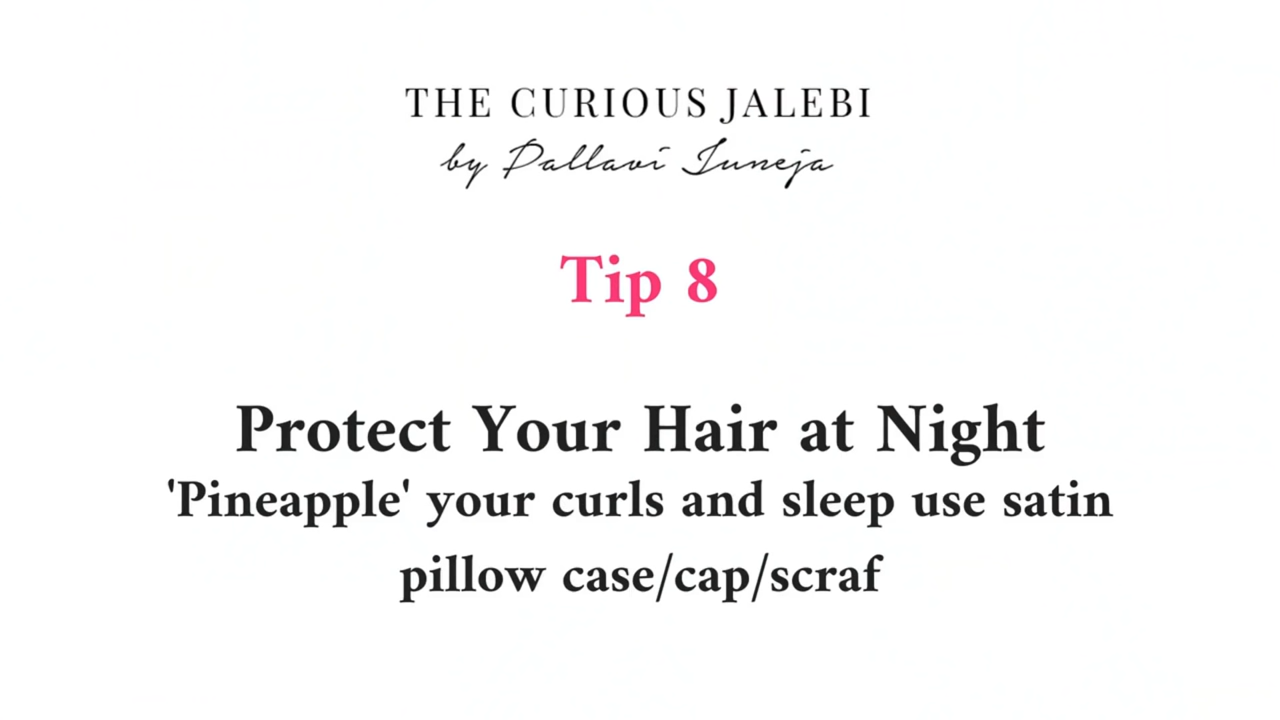 THE CURIOUS JALEBI
by Pallavi Juneja
Tip 8
Protect Your Hair at Night
'Pineapple' your curls and sleep use satin
pillow case/cap/scraf